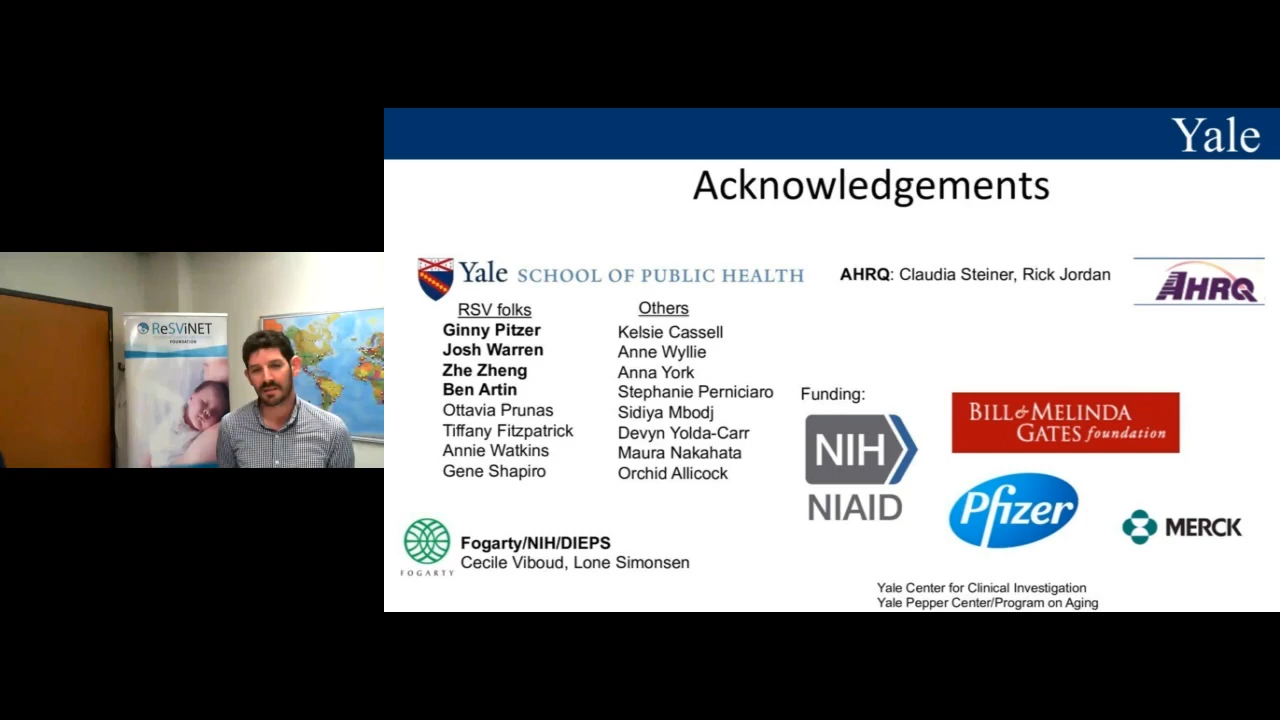 Yale
Acknowledgements
Yale SCHOOL OF PUBLIC HEALTH
RSV folks
Ginny Pitzer
Josh Warren
Zhe Zheng
Ben Artin
Ottavia Prunas
Tiffany Fitzpatrick
Annie Watkins
Gene Shapiro
Others
Kelsie Cassell
Anne Wyllie
Anna York
Stephanie Perniciaro
Sidiya Mbodj
Devyn Yolda-Carr
Maura Nakahata
Orchid Allicock
AHRQ: Claudia Steiner, Rick Jordan
AHRQ
Funding:
NIH
NIAID
BILL & MELINDA
GATES foundation
Pfizer
MERCK
FOGARTY
Fogarty/NIH/DIEPS
Cecile Viboud, Lone Simonsen
Yale Center for Clinical Investigation
Yale Pepper Center/Program on Aging
ReSViNET
FOUNDATION